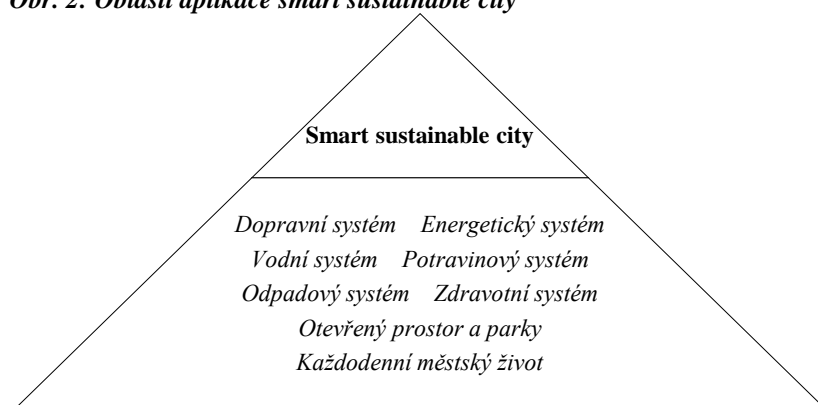 Obr. 2: Oblasti aplikace smart sustainable city
Smart sustainable city
Dopravní systém Energetický systém
Vodní systém Potravinový systém
Odpadový systém Zdravotní systém
Otevřený prostor a parky
Každodenní městský život